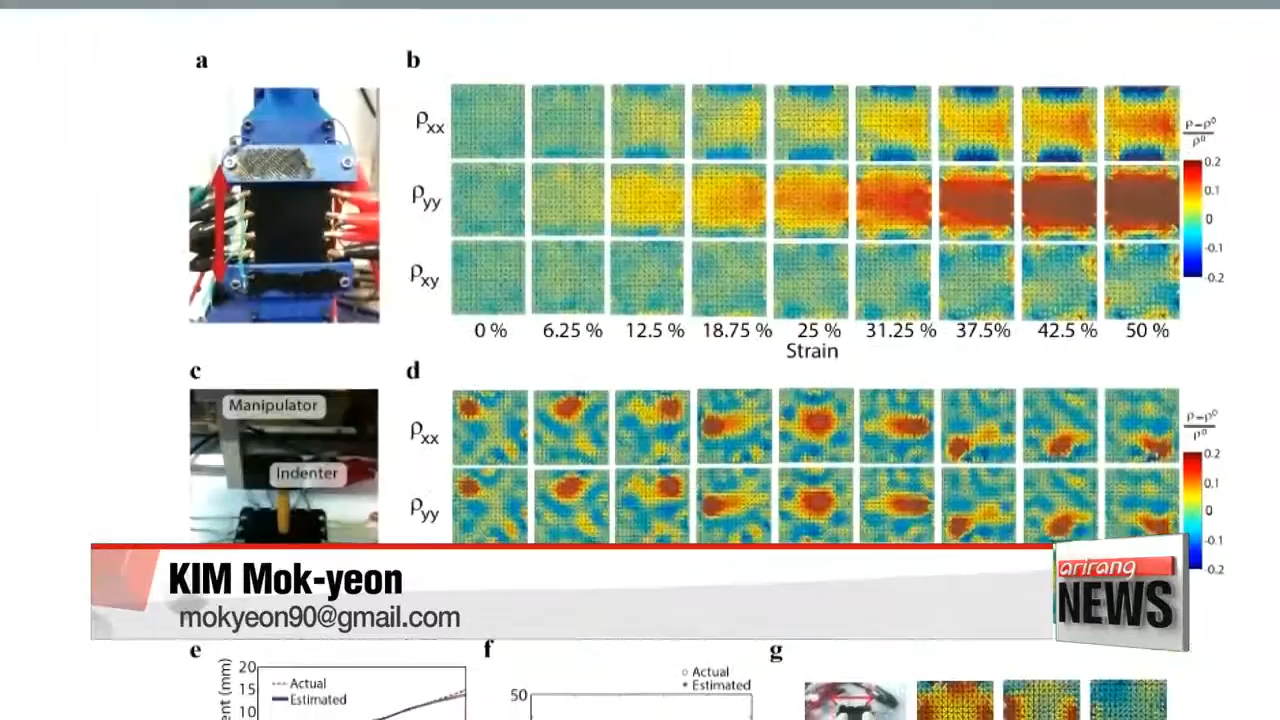 a
b
ρxx
ρyy
ρxy
ρ-ρ⁰
ρ⁰
0.2
0.1
0
-0.1
-0.2
0 % 6.25 % 12.5 % 18.75 % 25 % 31.25 % 37.5% 42.5 % 50 %
Strain
c
d
Manipulator
Indenter
ρxx
ρyy
ρ-ρ⁰
ρ⁰
0.2
0.1
0
-0.1
-0.2
KIM Mok-yeon
mokyeon90@gmail.com
arirang
NEWS
e
f
g
20
15
10
(mm)
Actual
Estimated
50
Actual
Estimated